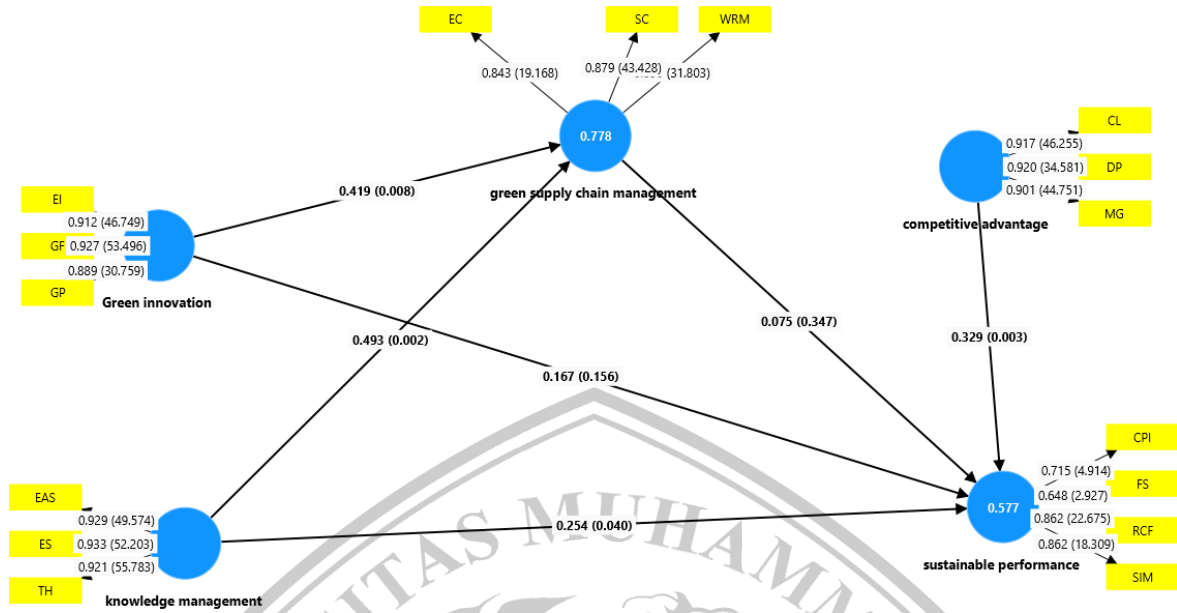 EC
SC
WRM
0.843 (19.168)
0.879 (43.428)
(31.803)
0.778
green supply chain management
CL
0.917 (46.255)
DP
0.920 (34.581)
0.901 (44.751)
MG
competitive advantage
0.419 (0.008)
EI
0.912 (46.749)
GF
0.927 (53.496)
0.889 (30.759)
GP
Green innovation
0.493 (0.002)
0.167 (0.156)
0.075 (0.347)
0.329 (0.003)
EAS
0.929 (49.574)
ES
0.933 (52.203)
0.921 (55.783)
TH
knowledge management
0.254 (0.040)
0.577
CPI
0.715 (4.914)
FS
0.648 (2.927)
RCF
0.862 (22.675)
0.862 (18.309)
SIM
sustainable performance
ITAS MUHAMM